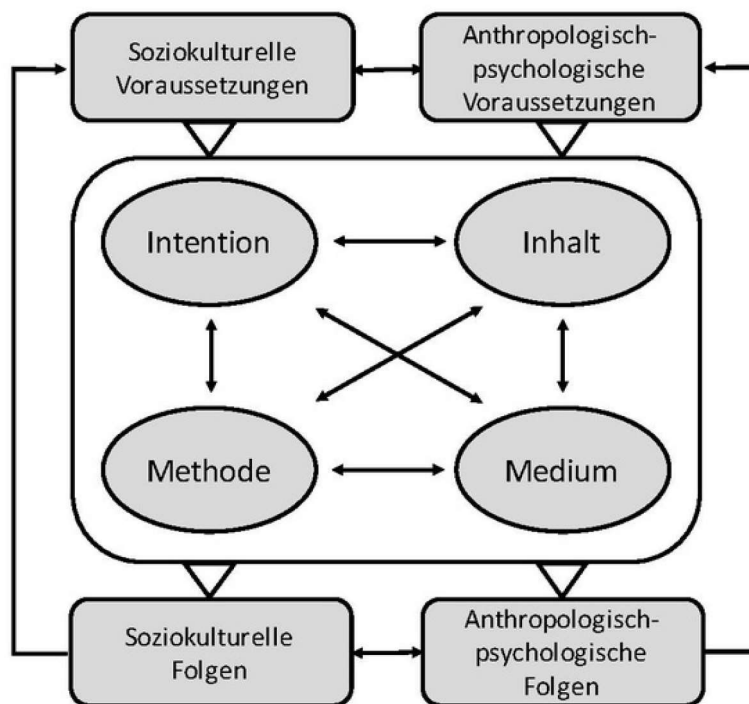 Soziokulturelle
Voraussetzungen
Anthropologisch-
psychologische
Voraussetzungen
Intention
Inhalt
Methode
Medium
Soziokulturelle
Folgen
Anthropologisch-
psychologische
Folgen